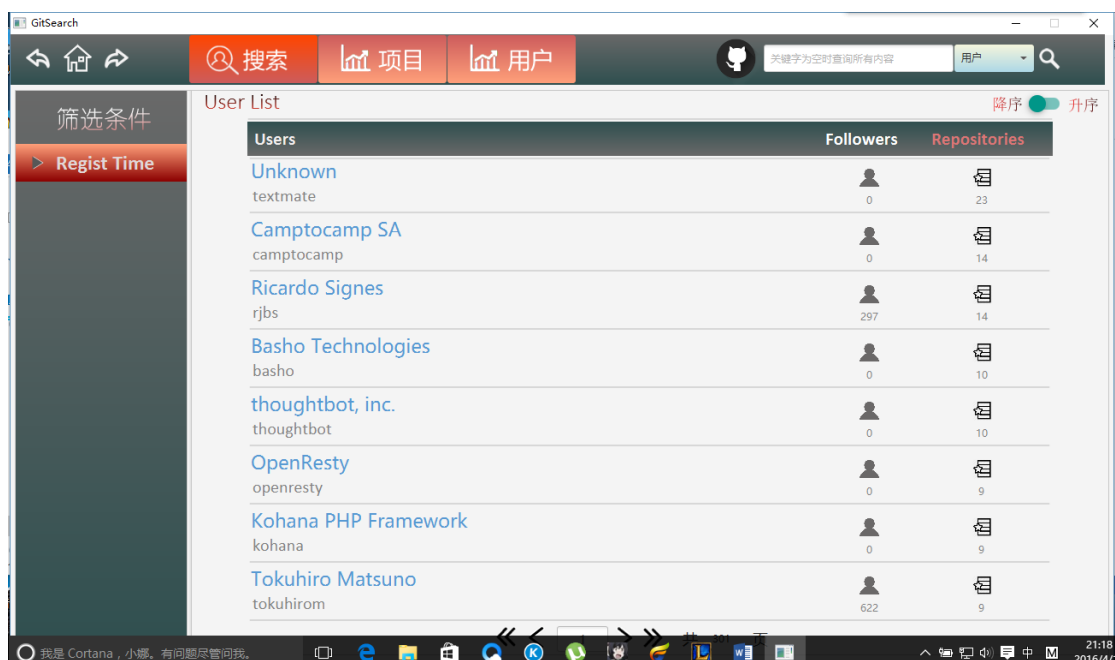 GitSearch
搜索 项目 用户 关键字为空时查询所有内容 用户
筛选条件
Regist Time
User List 降序 升序
Users Followers Repositories
Unknown
textmate 0 23
Camptocamp SA
camptocamp 0 14
Ricardo Signes
rjbs 297 14
Basho Technologies
basho 0 10
thoughtbot, inc.
thoughtbot 0 10
OpenResty
openresty 0 9
Kohana PHP Framework
kohana 0 9
Tokuhiro Matsuno
tokuhirom 622 9
我是 Cortana，小娜。有问题尽管问我。 中 M 21:18